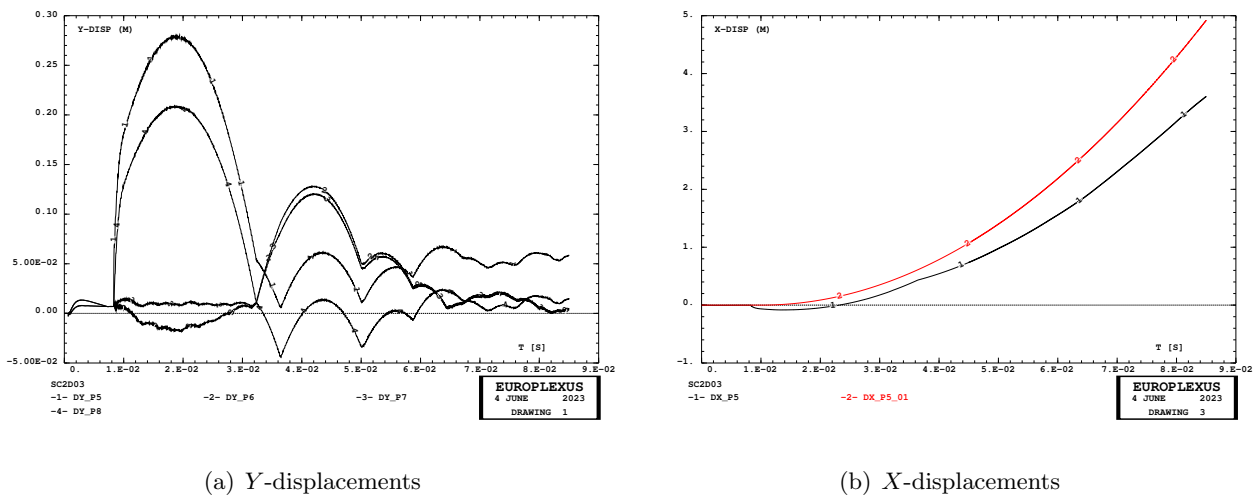 0.30
Y-DISP (M)
0.25
0.20
0.15
0.10
5.00E-02
0.00
-5.00E-02
T [S]
0. 1.E-02 2.E-02 3.E-02 4.E-02 5.E-02 6.E-02 7.E-02 8.E-02 9.E-02
SC2D03
-1- DY_P5 -2- DY_P6 -3- DY_P7
-4- DY_P8
EUROPLEXUS
4 JUNE 2023
DRAWING 1
(a) Y-displacements
5.
X-DISP (M)
4.
3.
2.
1.
0.
-1.
T [S]
0. 1.E-02 2.E-02 3.E-02 4.E-02 5.E-02 6.E-02 7.E-02 8.E-02 9.E-02
SC2D03
-1- DX_P5 -2- DX_P5_01
EUROPLEXUS
4 JUNE 2023
DRAWING 3
(b) X-displacements